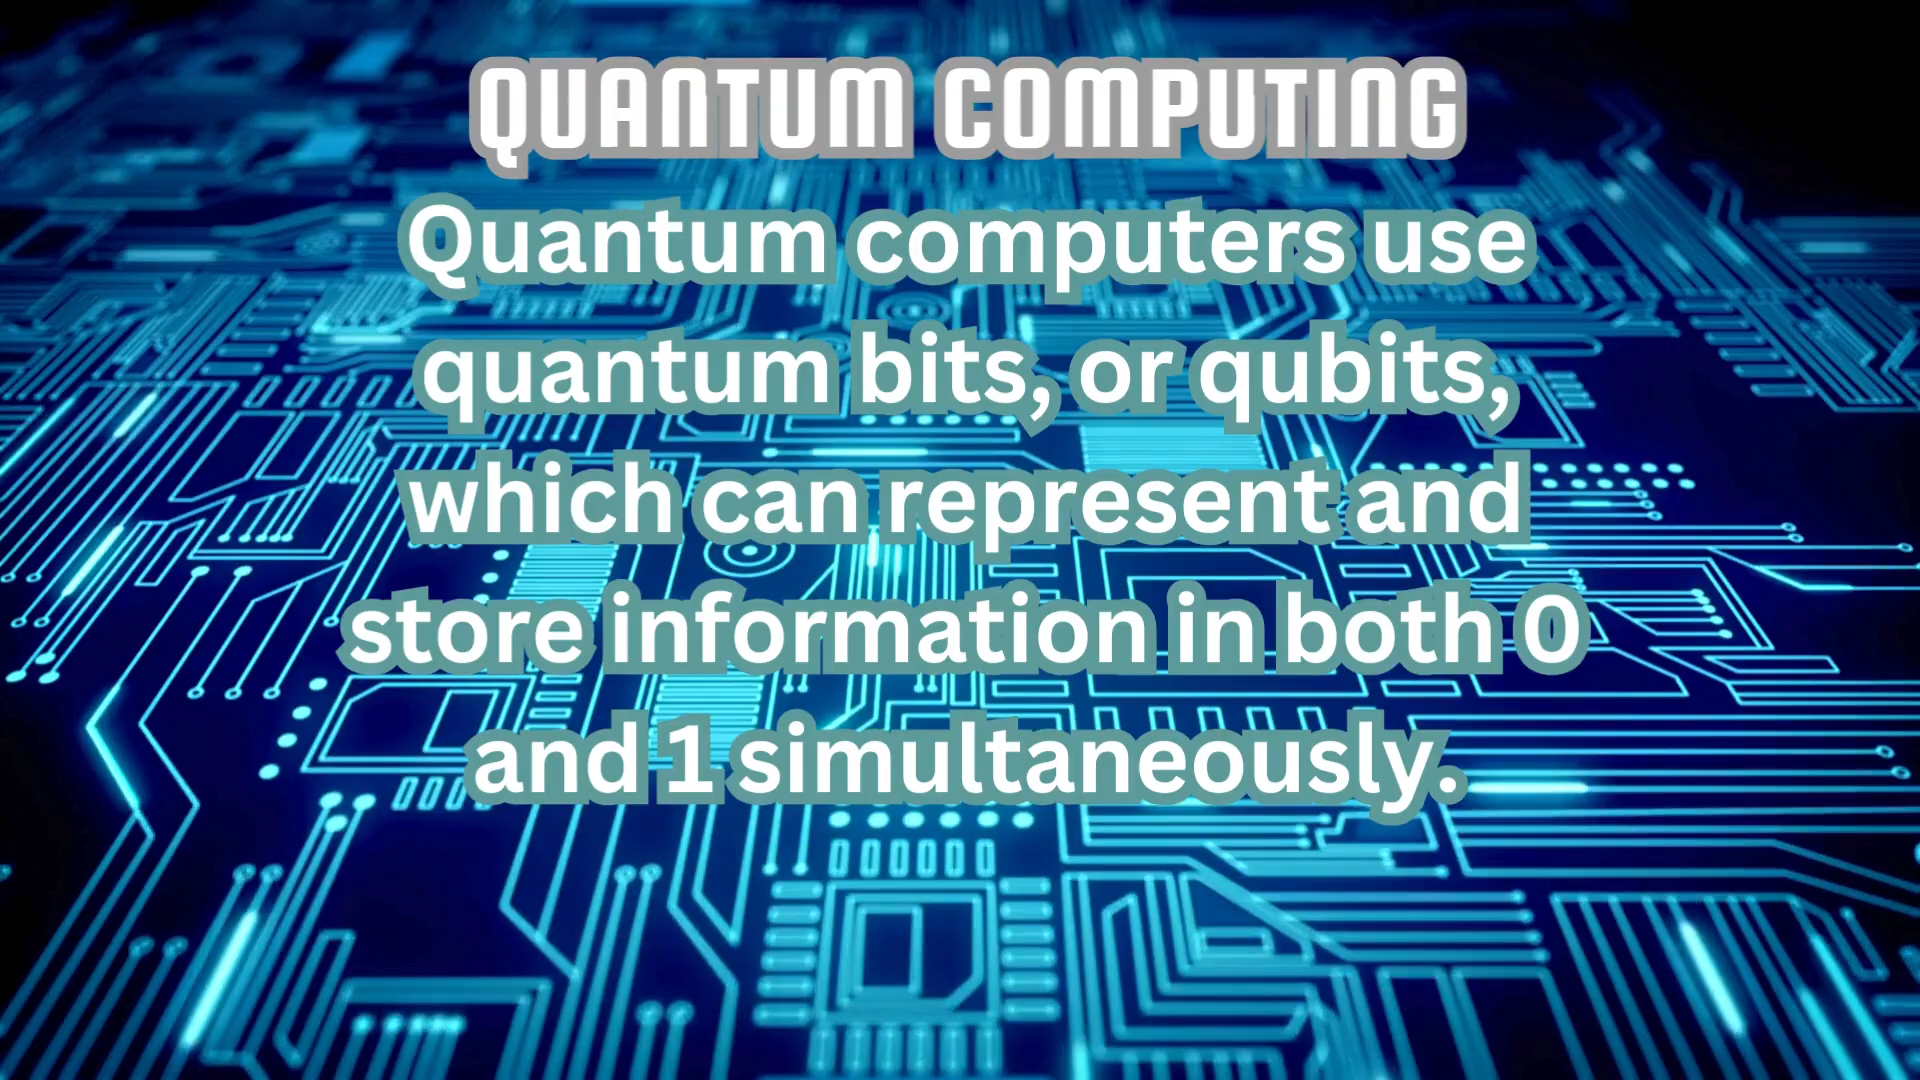 QUANTUM COMPUTING
Quantum computers use
quantum bits, or qubits,
which can represent and
store information in both 0
and 1 simultaneously.